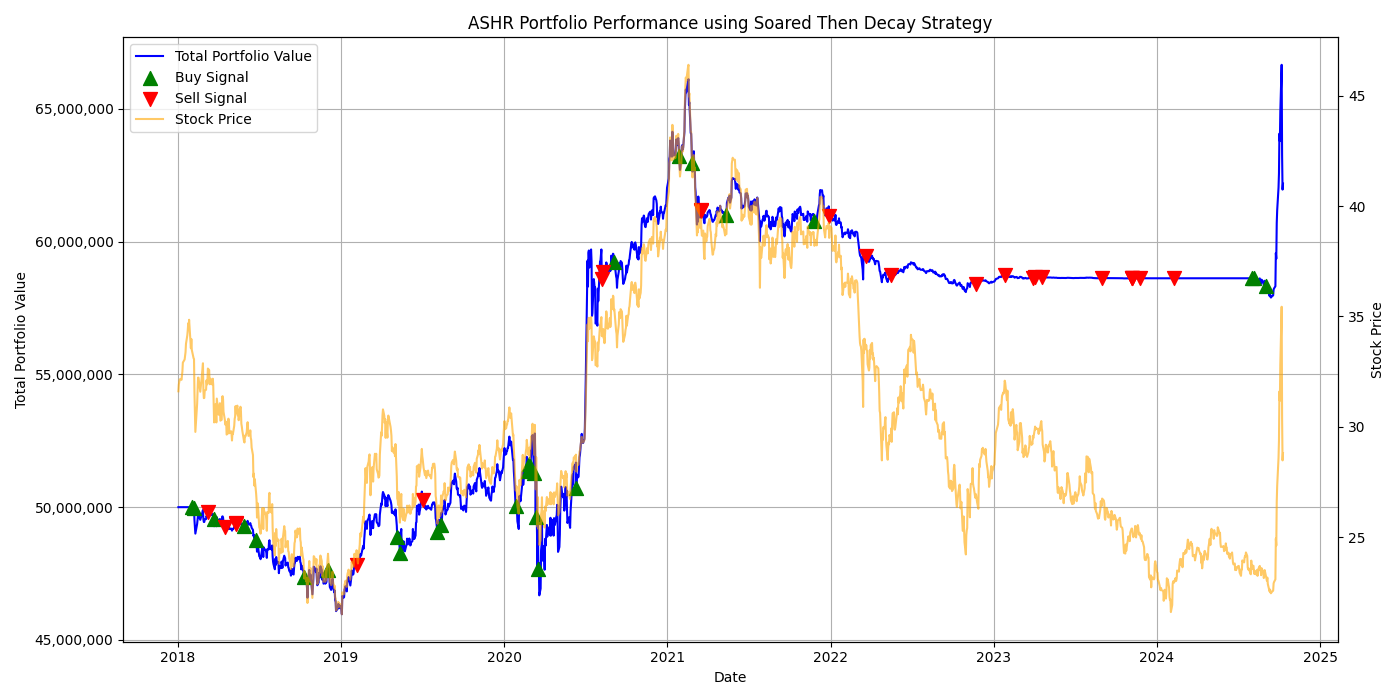 ASHR Portfolio Performance using Soared Then Decay Strategy
Total Portfolio Value
Buy Signal
Sell Signal
Stock Price
65,000,000
60,000,000
55,000,000
50,000,000
45,000,000
Total Portfolio Value
45
40
35
30
25
Stock Price
2018
2019
2020
2021
2022
2023
2024
2025
Date